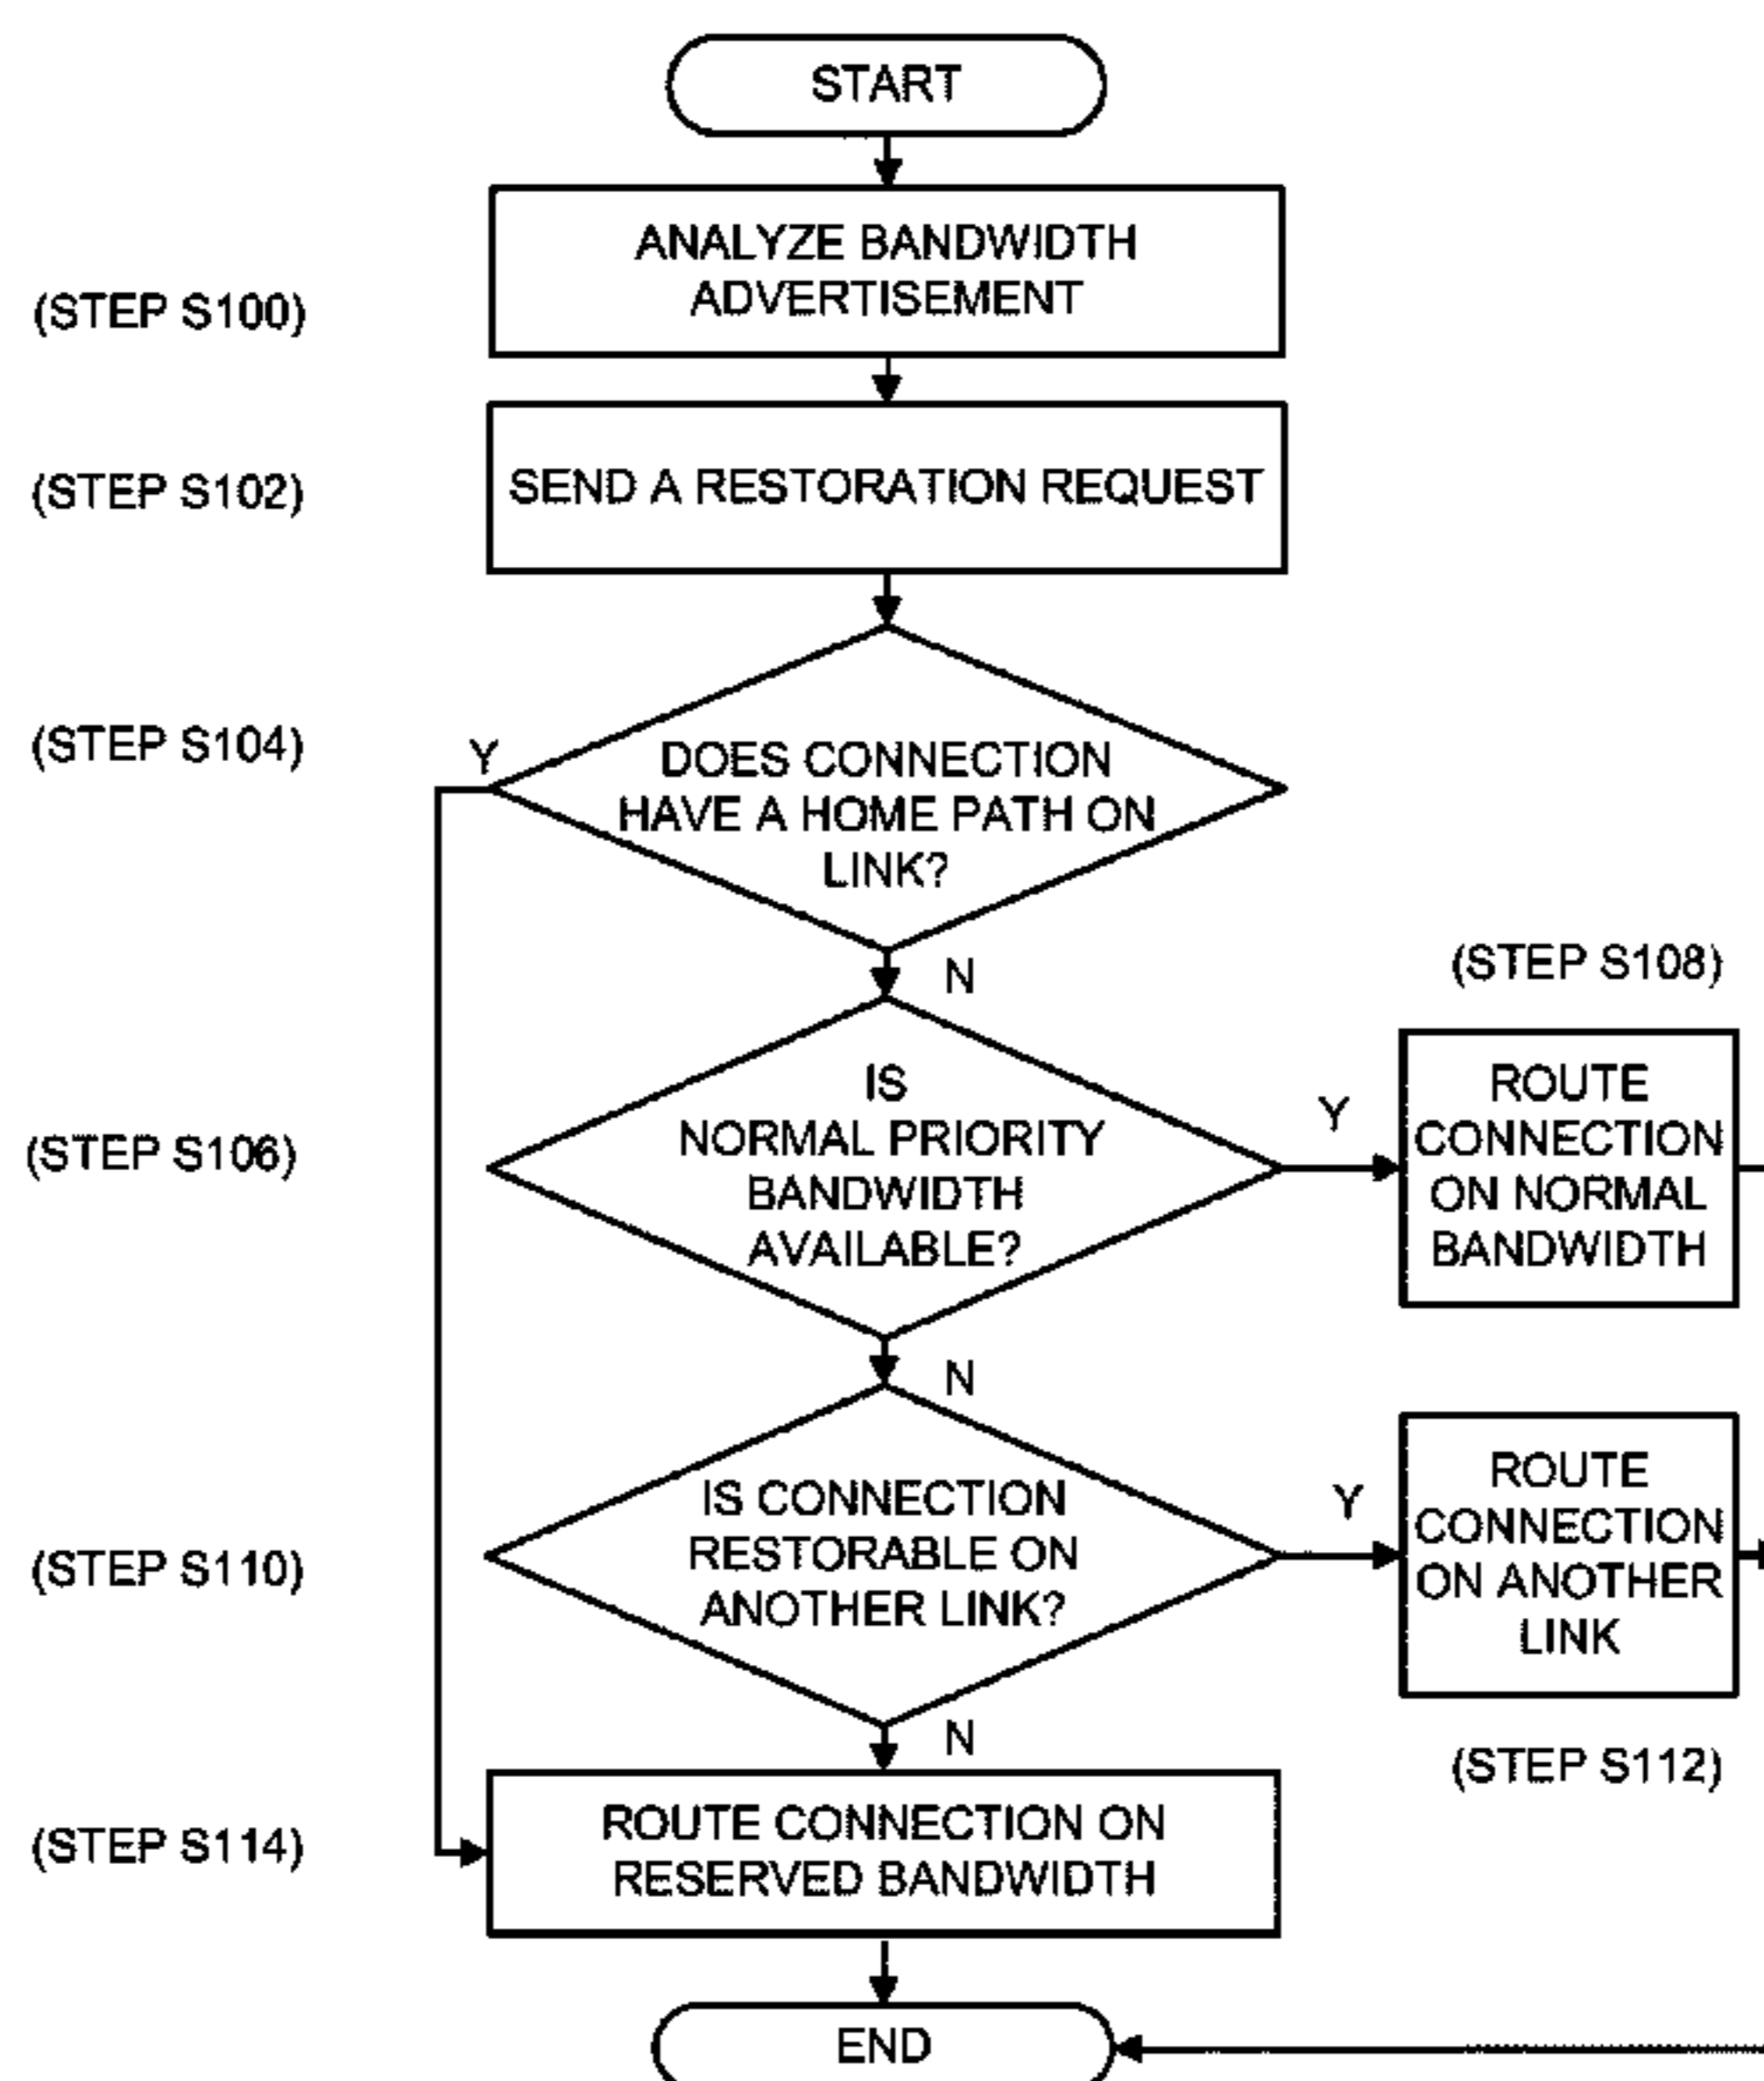 START
ANALYZE BANDWIDTH
ADVERTISEMENT
(STEP S100)
SEND A RESTORATION REQUEST
(STEP S102)
(STEP S104)
Y
DOES CONNECTION
HAVE A HOME PATH ON
LINK?
N
(STEP S108)
IS
NORMAL PRIORITY
BANDWIDTH
AVAILABLE?
(STEP S106)
Y
ROUTE
CONNECTION
ON NORMAL
BANDWIDTH
N
IS CONNECTION
RESTORABLE ON
ANOTHER LINK?
(STEP S110)
Y
ROUTE
CONNECTION
ON ANOTHER
LINK
N
(STEP S112)
ROUTE CONNECTION ON
RESERVED BANDWIDTH
(STEP S114)
END